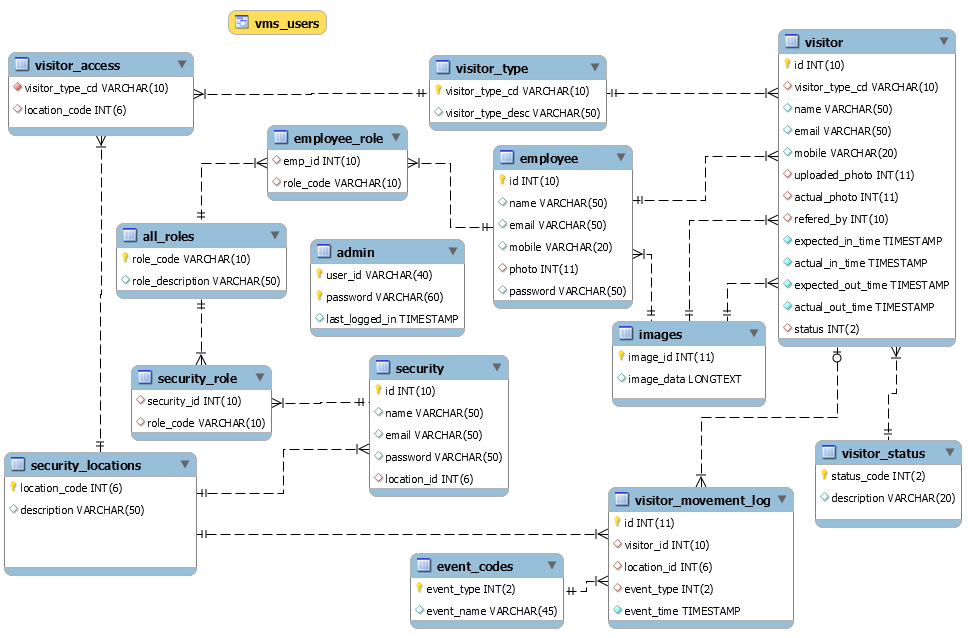 vms_users
visitor_access
visitor_type_cd VARCHAR(10)
location_code INT(6)
visitor_type
visitor_type_cd VARCHAR(10)
visitor_type_desc VARCHAR(50)
visitor
id INT(10)
visitor_type_cd VARCHAR(10)
name VARCHAR(50)
email VARCHAR(50)
mobile VARCHAR(20)
uploaded_photo INT(11)
actual_photo INT(11)
refered_by INT(10)
expected_in_time TIMESTAMP
actual_in_time TIMESTAMP
expected_out_time TIMESTAMP
actual_out_time TIMESTAMP
status INT(2)
employee_role
emp_id INT(10)
role_code VARCHAR(10)
employee
id INT(10)
name VARCHAR(50)
email VARCHAR(50)
mobile VARCHAR(20)
photo INT(11)
password VARCHAR(50)
all_roles
role_code VARCHAR(10)
role_description VARCHAR(50)
admin
user_id VARCHAR(40)
password VARCHAR(60)
last_logged_in TIMESTAMP
images
image_id INT(11)
image_data LONGTEXT
security_role
security_id INT(10)
role_code VARCHAR(10)
security
id INT(10)
name VARCHAR(50)
email VARCHAR(50)
password VARCHAR(50)
location_id INT(6)
security_locations
location_code INT(6)
description VARCHAR(50)
visitor_status
status_code INT(2)
description VARCHAR(20)
visitor_movement_log
id INT(11)
visitor_id INT(10)
location_id INT(6)
event_type INT(2)
event_time TIMESTAMP
event_codes
event_type INT(2)
event_name VARCHAR(45)